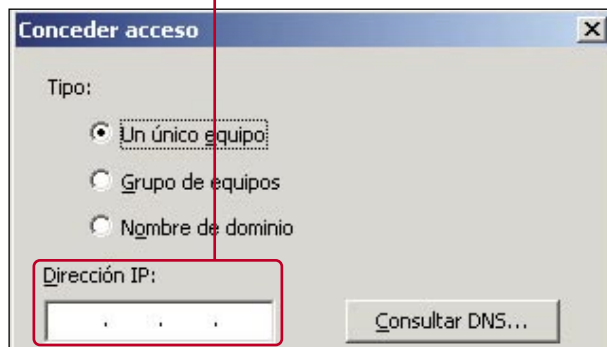 Conceder acceso
Tipo:
Un único equipo
Grupo de equipos
Nombre de dominio
Dirección IP:
. . .
Consultar DNS...